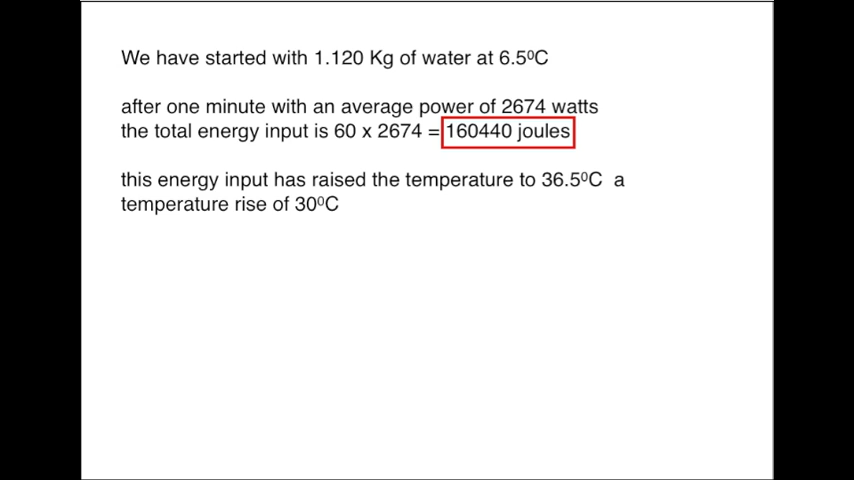 We have started with 1.120 Kg of water at 6.5⁰C
after one minute with an average power of 2674 watts
the total energy input is 60 x 2674 = 160440 joules
this energy input has raised the temperature to 36.5⁰C a
temperature rise of 30⁰C